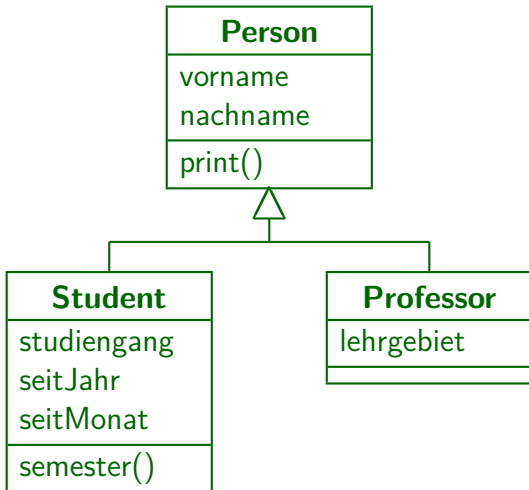 Person
vorname
nachname
print()
Student
studiengang
seitJahr
seitMonat
semester()
Professor
lehrgebiet